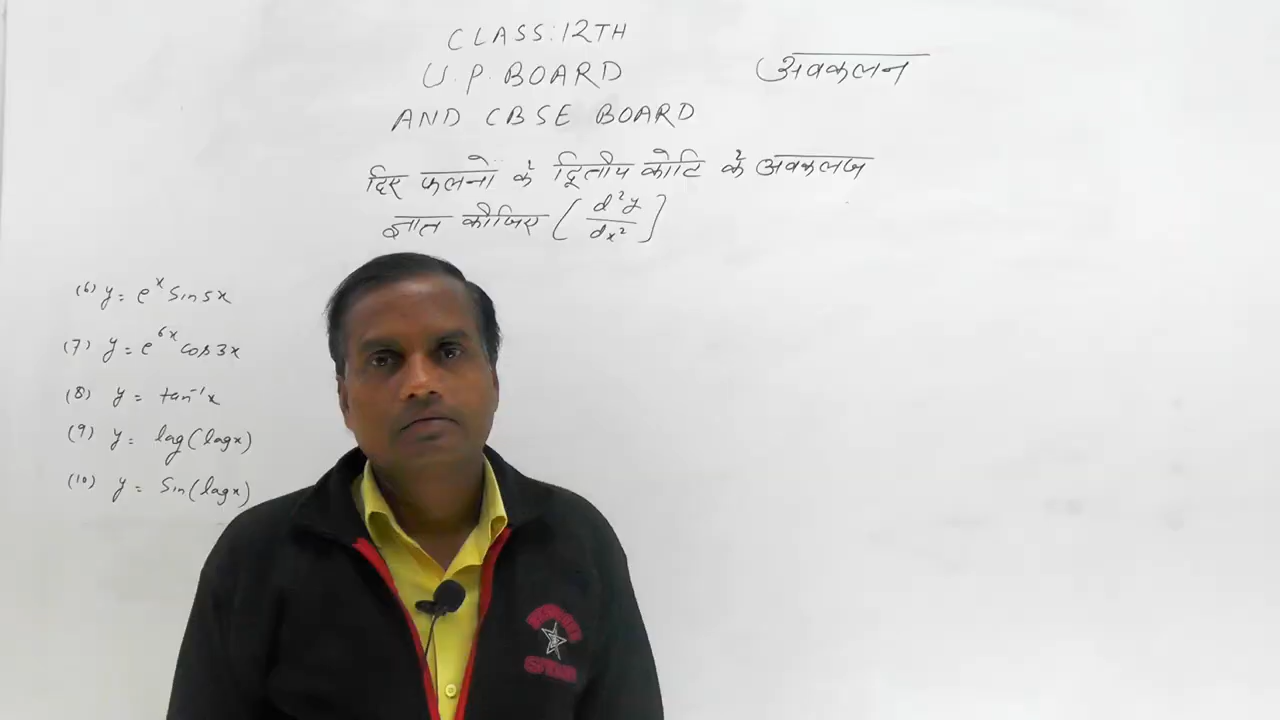 CLASS:12TH
U.P. BOARD
AND CBSE BOARD
अवकलन
दिए फलनों के द्वितीय कोटि के अवकलज
ज्ञात कीजिए [d²y/dx²]
(6) y = e^x Sin5x
(7) y = e^6x cos3x
(8) y = tan⁻¹x
(9) y = log(logx)
(10) y = Sin(logx)